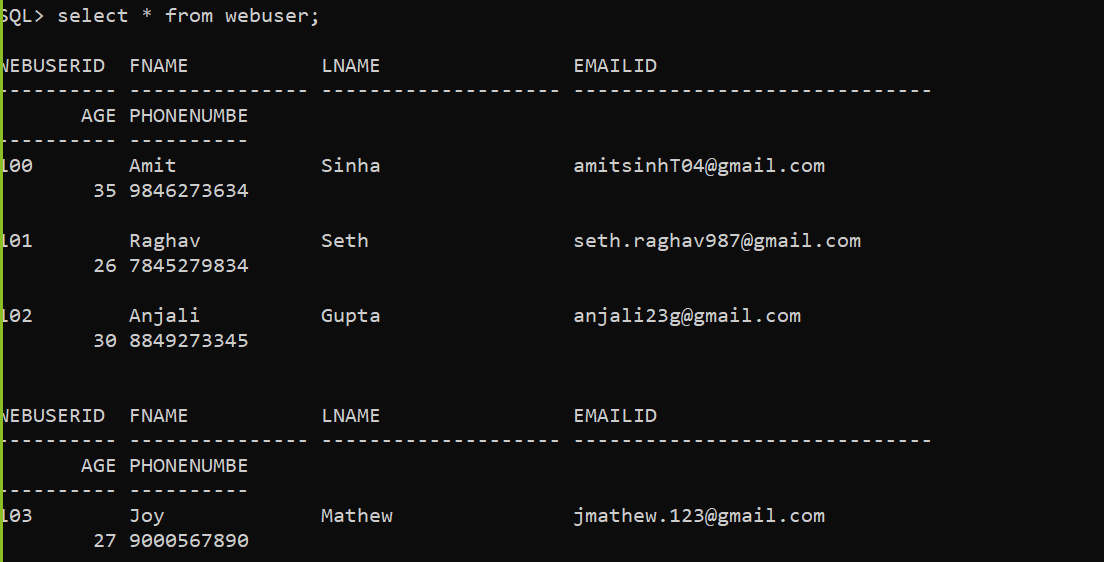 SQL> select * from webuser;
WEBUSERID  FNAME           LNAME                EMAILID
---------- --------------- -------------------- ------------------------------
       AGE PHONENUMBE
---------- ----------
100        Amit            Sinha                amitsinhT04@gmail.com
        35 9846273634
101        Raghav          Seth                 seth.raghav987@gmail.com
        26 7845279834
102        Anjali          Gupta                anjali23g@gmail.com
        30 8849273345
WEBUSERID  FNAME           LNAME                EMAILID
---------- --------------- -------------------- ------------------------------
       AGE PHONENUMBE
---------- ----------
103        Joy             Mathew               jmathew.123@gmail.com
        27 9000567890